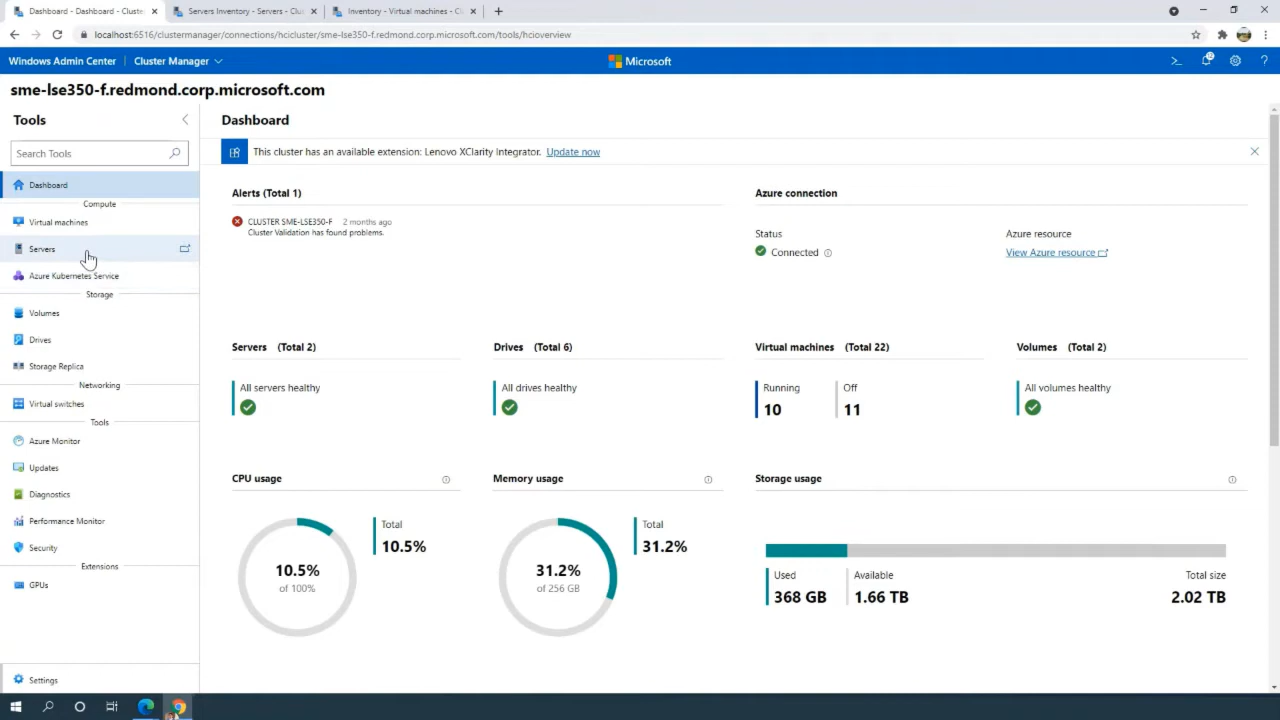 Dashboard - Dashboard - Cluster
Servers Inventory - Servers - Clus
Inventory - Virtual machines - Cl
localhost:6516/clustermanager/connections/hcicluster/sme-lse350-f.redmond.corp.microsoft.com/tools/hcioverview
Windows Admin Center
Cluster Manager
Microsoft
sme-lse350-f.redmond.corp.microsoft.com
Tools
Search Tools
Dashboard
Compute
Virtual machines
Servers
Azure Kubernetes Service
Storage
Volumes
Drives
Storage Replica
Networking
Virtual switches
Tools
Azure Monitor
Updates
Diagnostics
Performance Monitor
Security
Extensions
GPUs
Settings
Dashboard
This cluster has an available extension: Lenovo XClarity Integrator. Update now
Alerts (Total 1)
CLUSTER SME-LSE350-F 2 months ago
Cluster Validation has found problems.
Azure connection
Status
Connected
Azure resource
View Azure resource
Servers (Total 2)
All servers healthy
Drives (Total 6)
All drives healthy
Virtual machines (Total 22)
Running
10
Off
11
Volumes (Total 2)
All volumes healthy
CPU usage
10.5%
of 100%
Total
10.5%
Memory usage
31.2%
of 256 GB
Total
31.2%
Storage usage
Used
368 GB
Available
1.66 TB
Total size
2.02 TB